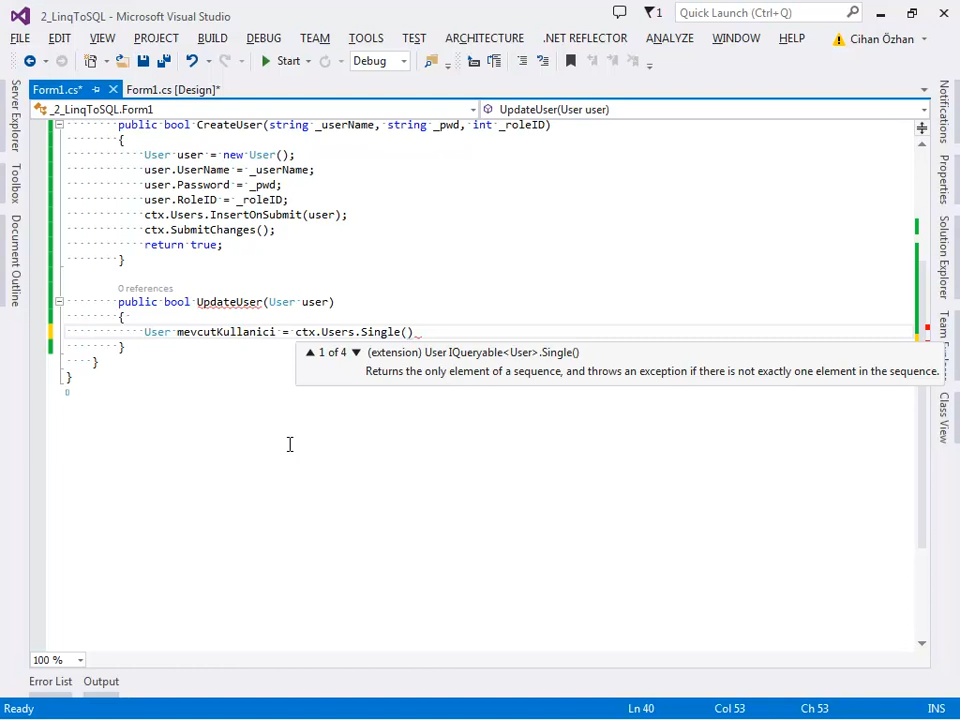 2_LinqToSQL - Microsoft Visual Studio
1
Quick Launch (Ctrl+Q)
FILE EDIT VIEW PROJECT BUILD DEBUG TEAM TOOLS TEST ARCHITECTURE .NET REFLECTOR ANALYZE WINDOW HELP Cihan Özhan
Start Debug
Form1.cs* Form1.cs [Design]*
_2_LinqToSQL.Form1 UpdateUser(User user)
Server Explorer
Toolbox
Document Outline
public bool CreateUser(string _userName, string _pwd, int _roleID)
{
User user = new User();
user.UserName = _userName;
user.Password = _pwd;
user.RoleID = _roleID;
ctx.Users.InsertOnSubmit(user);
ctx.SubmitChanges();
return true;
}
0 references
public bool UpdateUser(User user)
{
User mevcutKullanici = ctx.Users.Single()
}
}
}
1 of 4 (extension) User IQueryable<User>.Single()
Returns the only element of a sequence, and throws an exception if there is not exactly one element in the sequence.
Notifications
Properties
Solution Explorer
Class View
100 %
Error List Output
Ready Ln 40 Col 53 Ch 53 INS